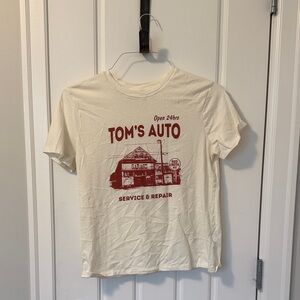 Open 24hrs
TOM'S AUTO
SERVICE & REPAIR